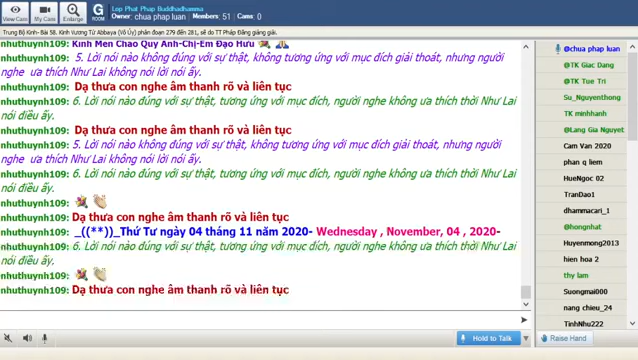 View Cam
My Cam
Enlarge
G
ROOM
Lop Phat Phap Buddhadhamma
Owner: chua phap luan | Members: 51 | Cams: 0
Trung Bộ Kinh- Bài 58. Kinh Vương Tử Abbaya (Vô Úy) phân đoạn 279 đến 281, sẽ do TT Pháp Đăng giảng giải.
nhuthuynh109: Kính Mến Chào Quý Anh-Chị-Em Đạo Hữu
nhuthuynh109: 5. Lời nói nào không đúng với sự thật, không tương ứng với mục đích giải thoát, nhưng người
nghe ưa thích Như Lai không nói lời nói ấy.
nhuthuynh109: Dạ thưa con nghe âm thanh rõ và liên tục
nhuthuynh109: 6. Lời nói nào đúng với sự thật, tương ứng với mục đích, người nghe không ưa thích thời Như Lai
nói điều ấy.
nhuthuynh109: Dạ thưa con nghe âm thanh rõ và liên tục
nhuthuynh109: 5. Lời nói nào không đúng với sự thật, không tương ứng với mục đích giải thoát, nhưng người
nghe ưa thích Như Lai không nói lời nói ấy.
nhuthuynh109: 6. Lời nói nào đúng với sự thật, tương ứng với mục đích, người nghe không ưa thích thời Như Lai
nói điều ấy.
nhuthuynh109:
nhuthuynh109: Dạ thưa con nghe âm thanh rõ và liên tục
nhuthuynh109: _((**))_Thứ Tư ngày 04 tháng 11 năm 2020- Wednesday , November, 04 , 2020-
nhuthuynh109: 6. Lời nói nào đúng với sự thật, tương ứng với mục đích, người nghe không ưa thích thời Như Lai
nói điều ấy.
nhuthuynh109:
nhuthuynh109: Dạ thưa con nghe âm thanh rõ và liên tục
@chua phap luan
@TK Giac Dang
@TK Tue Tri
Su_Nguyenthong
TK minhhanh
@Lang Gia Nguyet
Cam Van 2020
phan q liem
HueNgoc 02
TranDao1
dhammacari_1
@hongnhat
Huyenmong2013
hien hoa 2
thy lam
Suongmai000
nang chieu_24
TinhNhu222
Hold to Talk
Raise Hand